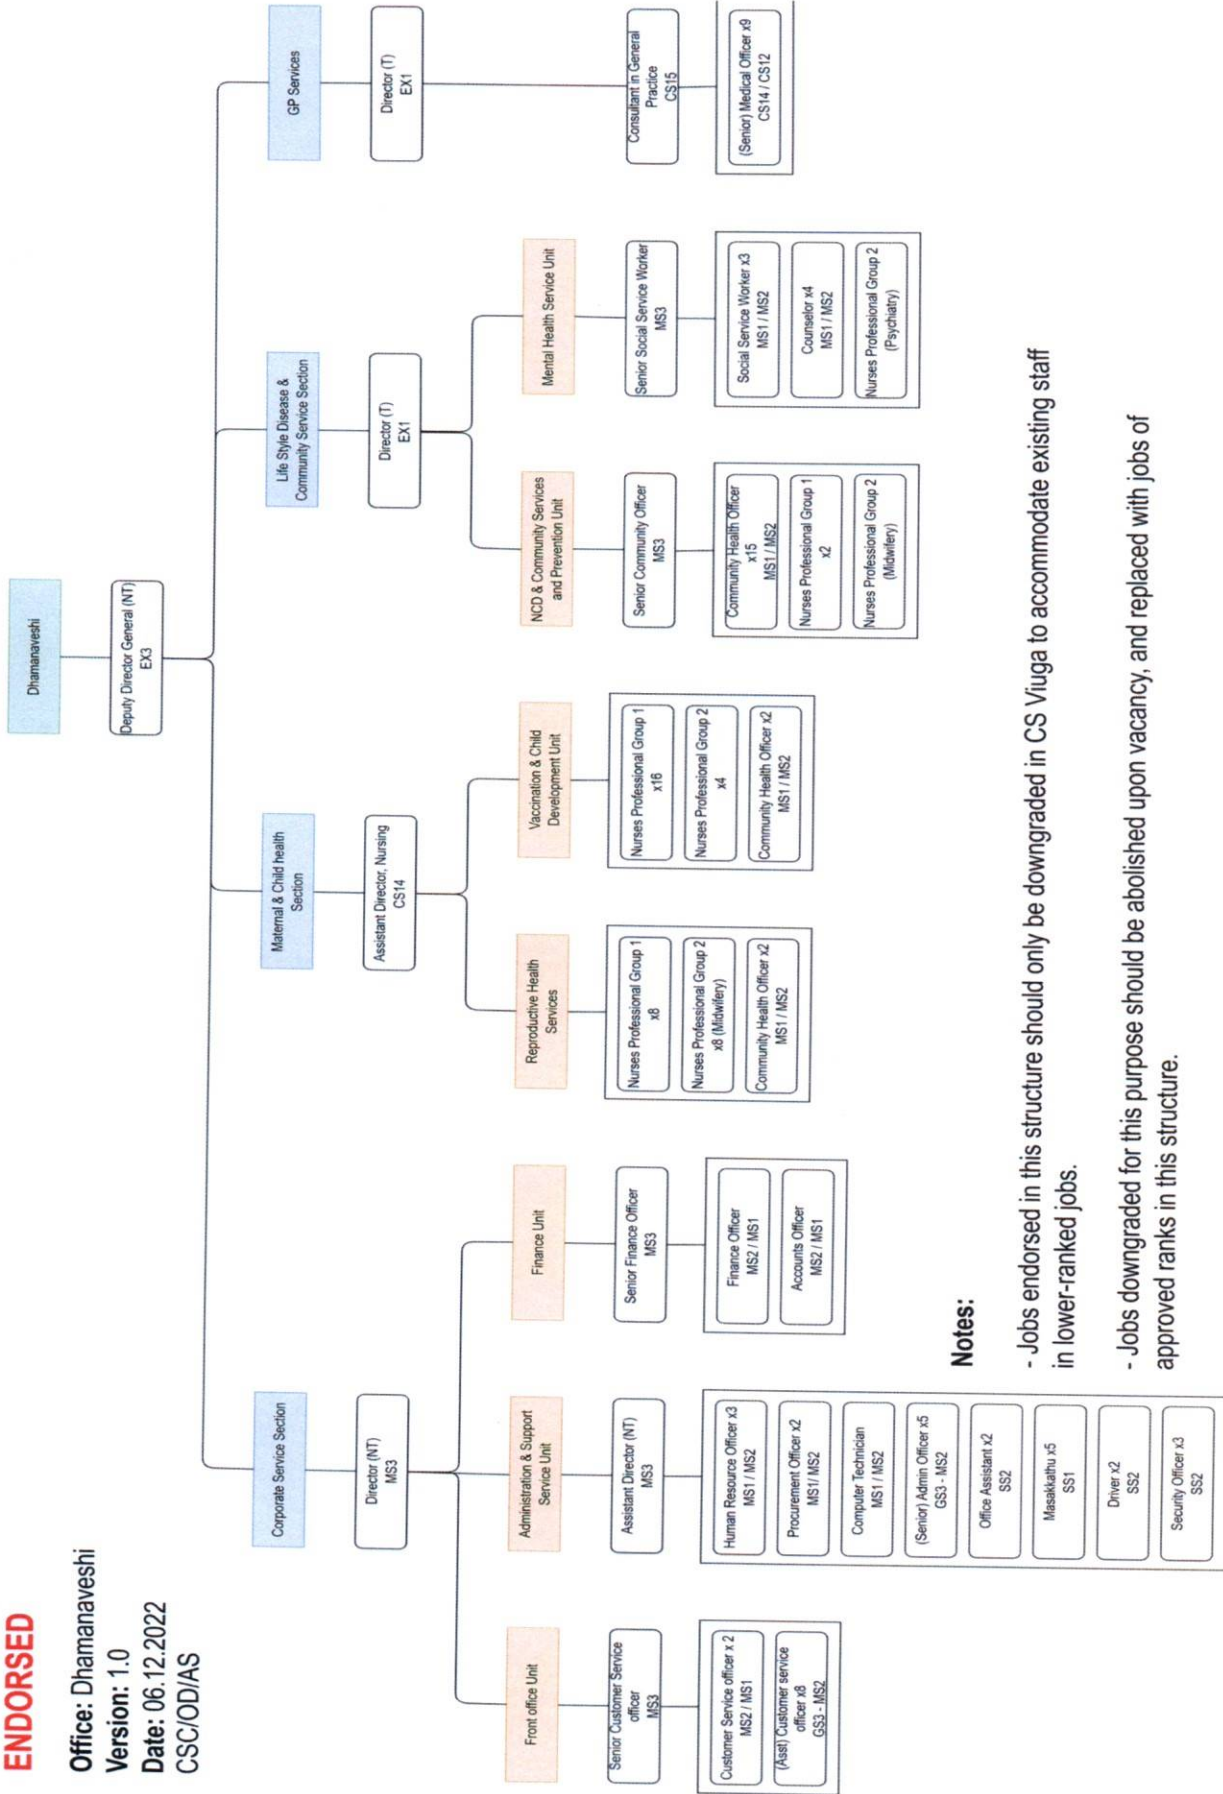 ENDORSED
Office: Dhamanaveshi
Version: 1.0
Date: 06.12.2022
CSC/OD/AS
Dhamanaveshi
Deputy Director General (NT)
EX3
Corporate Service Section
Director (NT)
MS3
Front office Unit
Senior Customer Service
officer
MS3
Customer Service officer x 2
MS2 / MS1
(Asst) Customer service
officer x8
GS3 - MS2
Administration & Support
Service Unit
Assistant Director (NT)
MS3
Human Resource Officer x3
MS1 / MS2
Procurement Officer x2
MS1/ MS2
Computer Technician
MS1 / MS2
(Senior) Admin Officer x5
GS3 - MS2
Office Assistant x2
SS2
Masakkathu x5
SS1
Driver x2
SS2
Security Officer x3
SS2
Finance Unit
Senior Finance Officer
MS3
Finance Officer
MS2 / MS1
Accounts Officer
MS2 / MS1
Maternal & Child health
Section
Assistant Director, Nursing
CS14
Reproductive Health
Services
Nurses Professional Group 1
x8
Nurses Professional Group 2
x8 (Midwifery)
Community Health Officer x2
MS1 / MS2
Vaccination & Child
Development Unit
Nurses Professional Group 1
x16
Nurses Professional Group 2
x4
Community Health Officer x2
MS1 / MS2
Life Style Disease &
Community Service Section
Director (T)
EX1
NCD & Community Services
and Prevention Unit
Senior Community Officer
MS3
Community Health Officer
x15
MS1 / MS2
Nurses Professional Group 1
x2
Nurses Professional Group 2
(Midwifery)
Mental Health Service Unit
Senior Social Service Worker
MS3
Social Service Worker x3
MS1 / MS2
Counselor x4
MS1 / MS2
Nurses Professional Group 2
(Psychiatry)
GP Services
Director (T)
EX1
Consultant in General
Practice
CS15
(Senior) Medical Officer x9
CS14 / CS12
Notes:
- Jobs endorsed in this structure should only be downgraded in CS Viuga to accommodate existing staff
in lower-ranked jobs.
- Jobs downgraded for this purpose should be abolished upon vacancy, and replaced with jobs of
approved ranks in this structure.